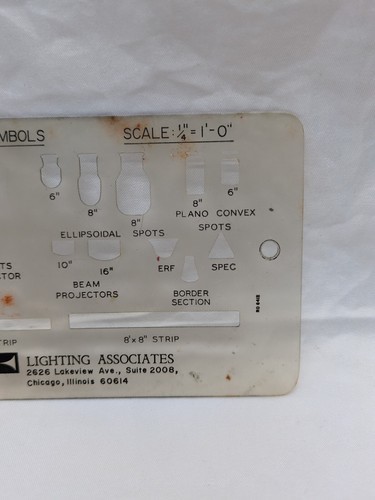 MBOLS
SCALE: 1/4" = 1'-0"
6"
8"
8"
8"
6"
PLANO CONVEX
SPOTS
ELLIPSOIDAL SPOTS
10"
16"
ERF
SPEC
TS
TOR
BEAM
PROJECTORS
BORDER
SECTION
TRIP
8'x8" STRIP
LIGHTING ASSOCIATES
2626 Lakeview Ave., Suite 2008,
Chicago, Illinois 60614